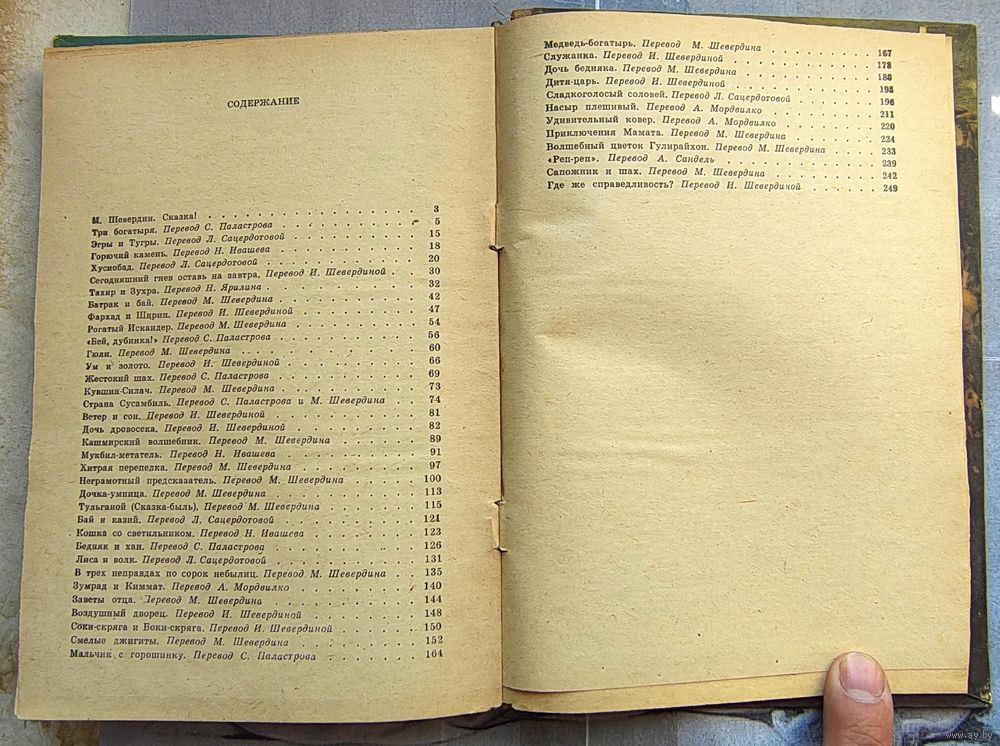 СОДЕРЖАНИЕ
М. Шевердин. Сказка! . . . 3
Три богатыря. Перевод С. Паластрова . . . 5
Эгры и Тугры. Перевод Л. Сацердотовой . . . 15
Горючий камень. Перевод Н. Ивашева . . . 18
Хуснобад. Перевод Л. Сацердотовой . . . 20
Сегодняшний гнев оставь на завтра. Перевод И. Шевердиной . . 30
Тахир и Зухра. Перевод Н. Ярилина . . . 32
Батрак и бай. Перевод М. Шевердина . . . 42
Фархад и Ширин. Перевод И. Шевердиной . . . 47
Рогатый Искандер. Перевод М. Шевердина . . . 54
«Бей, дубинка!» Перевод С. Паластрова . . . 56
Гюли. Перевод М. Шевердина . . . 60
Ум и золото. Перевод И. Шевердиной . . . 66
Жестокий шах. Перевод С. Паластрова . . . 69
Кувшин-Силач. Перевод М. Шевердина . . . 73
Страна Сусамбиль. Перевод С. Паластрова и М. Шевердина . . 74
Ветер и сон. Перевод И. Шевердиной . . . 81
Дочь дровосека. Перевод И. Шевердиной . . . 82
Кашмирский волшебник. Перевод М. Шевердина . . . 89
Мукбил-метатель. Перевод Н. Ивашева . . . 91
Хитрая перепелка. Перевод М. Шевердина . . . 97
Неграмотный предсказатель. Перевод М. Шевердина . . . 100
Дочка-умница. Перевод М. Шевердина . . . 113
Тульганой (Сказка-быль). Перевод М. Шевердина . . . 115
Бай и казий. Перевод Л. Сацердотовой . . . 121
Кошка со светильником. Перевод Н. Ивашева . . . 123
Бедняк и хан. Перевод С. Паластрова . . . 126
Лиса и волк. Перевод Л. Сацердотовой . . . 131
В трех неправдах по сорок небылиц. Перевод М. Шевердина . . 135
Зумрад и Киммат. Перевод А. Мордвилко . . . 140
Заветы отца. Перевод М. Шевердина . . . 144
Воздушный дворец. Перевод И. Шевердиной . . . 148
Соки-скряга и Боки-скряга. Перевод И. Шевердиной . . . 150
Смелые джигиты. Перевод М. Шевердина . . . 152
Мальчик с горошинку. Перевод С. Паластрова . . . 164
Медведь-богатырь. Перевод М. Шевердина . . . 167
Служанка. Перевод И. Шевердиной . . . 178
Дочь бедняка. Перевод М. Шевердина . . . 180
Дитя-царь. Перевод И. Шевердиной . . . 195
Сладкоголосый соловей. Перевод Л. Сацердотовой . . . 196
Насыр плешивый. Перевод А. Мордвилко . . . 211
Удивительный ковер. Перевод А. Мордвилко . . . 220
Приключения Мамата. Перевод М. Шевердина . . . 224
Волшебный цветок Гулирайхон. Перевод М. Шевердина . . . 233
«Реп-реп». Перевод А. Сандель . . . 239
Сапожник и шах. Перевод М. Шевердина . . . 242
Где же справедливость? Перевод И. Шевердиной . . . 249
www.ay.by